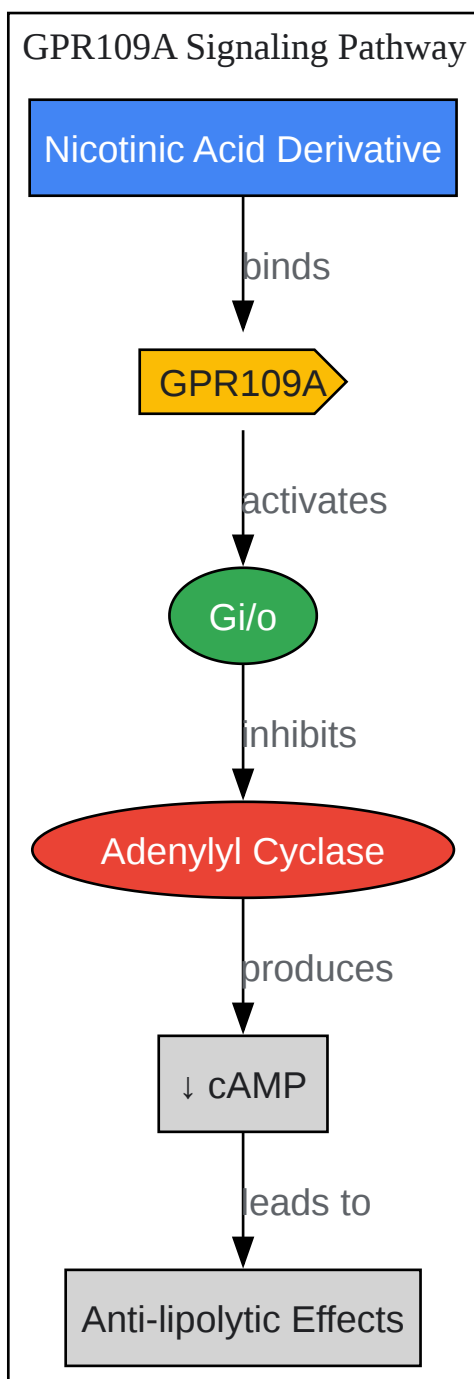 GPR109A Signaling Pathway
Nicotinic Acid Derivative
binds
GPR109A
activates
Gi/o
inhibits
Adenylyl Cyclase
produces
↓ cAMP
leads to
Anti-lipolytic Effects